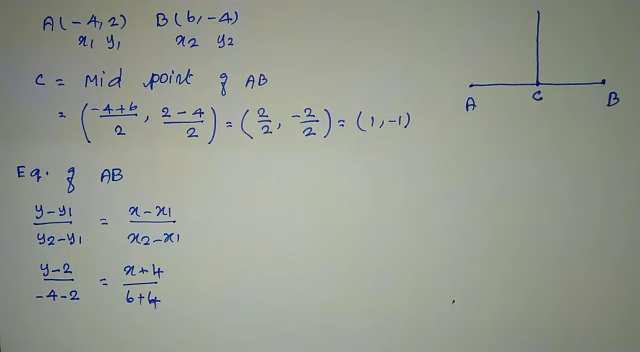 A(-4,2) B(6,-4)
x1 y1 x2 y2
C = Mid point of AB
= (-4+6/2, 2-4/2) = (2/2, -2/2) = (1,-1)
A C B
Eq. of AB
y-y1/y2-y1 = x-x1/x2-x1
y-2/-4-2 = x+4/6+4